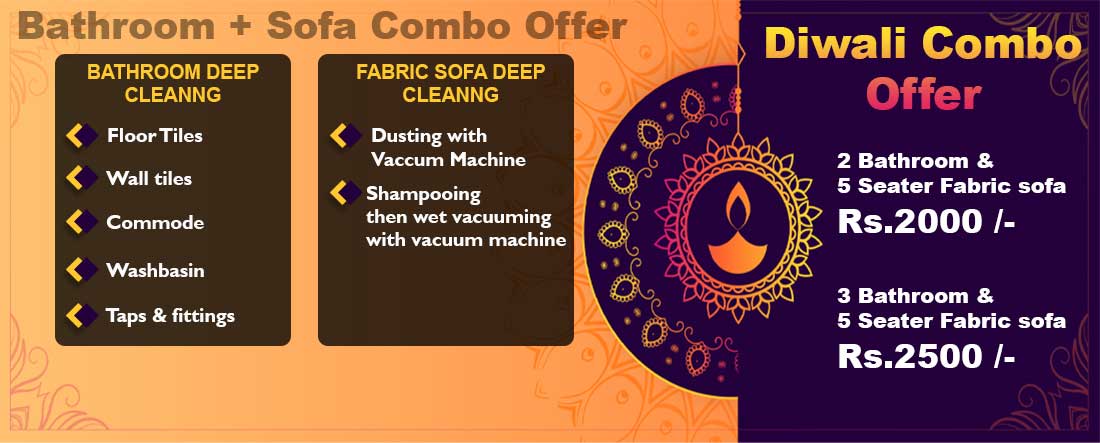 Bathroom + Sofa Combo Offer
BATHROOM DEEP
CLEANNG
Floor Tiles
Wall tiles
Commode
Washbasin
Taps & fittings
FABRIC SOFA DEEP
CLEANNG
Dusting with
Vaccum Machine
Shampooing
then wet vacuuming
with vacuum machine
Diwali Combo
Offer
2 Bathroom &
5 Seater Fabric sofa
Rs.2000 /-
3 Bathroom &
5 Seater Fabric sofa
Rs.2500 /-